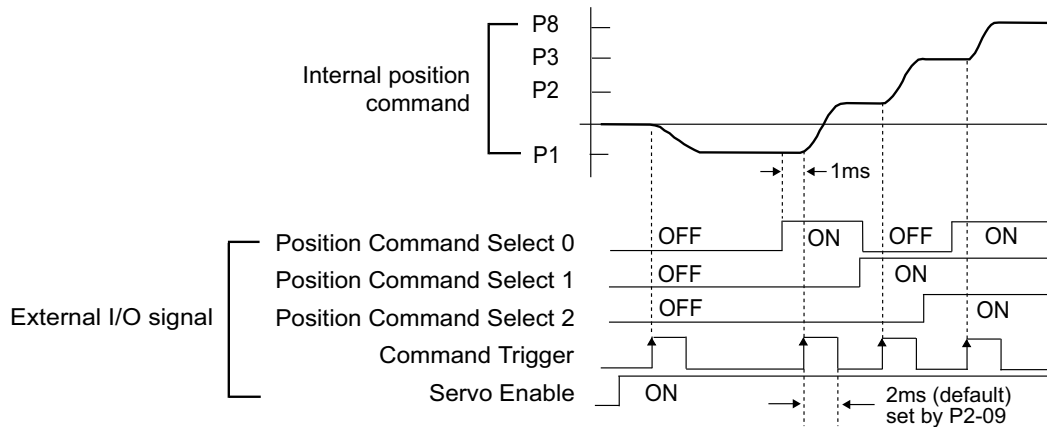 P8
P3
Internal position
command
P2
P1
1ms
Position Command Select 0
OFF
ON
OFF
ON
Position Command Select 1
OFF
ON
External I/O signal
Position Command Select 2
OFF
ON
Command Trigger
Servo Enable
ON
2ms (default)
set by P2-09